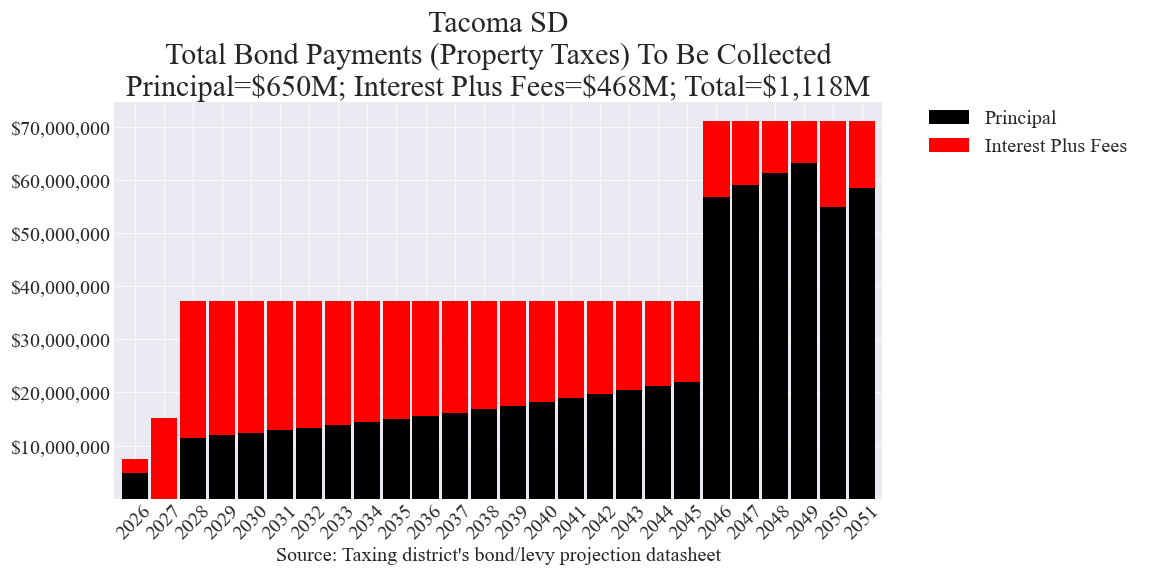 Tacoma SD
Total Bond Payments (Property Taxes) To Be Collected
Principal=$650M; Interest Plus Fees=$468M; Total=$1,118M
Principal
Interest Plus Fees
$70,000,000
$60,000,000
$50,000,000
$40,000,000
$30,000,000
$20,000,000
$10,000,000
2026 2027 2028 2029 2030 2031 2032 2033 2034 2035 2036 2037 2038 2039 2040 2041 2042 2043 2044 2045 2046 2047 2048 2049 2050 2051
Source: Taxing district's bond/levy projection datasheet